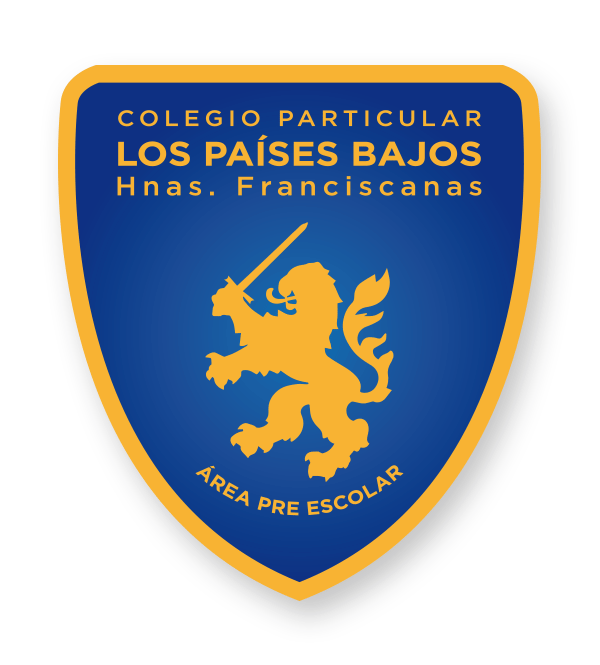 COLEGIO PARTICULAR
LOS PAÍSES BAJOS
Hnas. Franciscanas
ÁREA PRE ESCOLAR